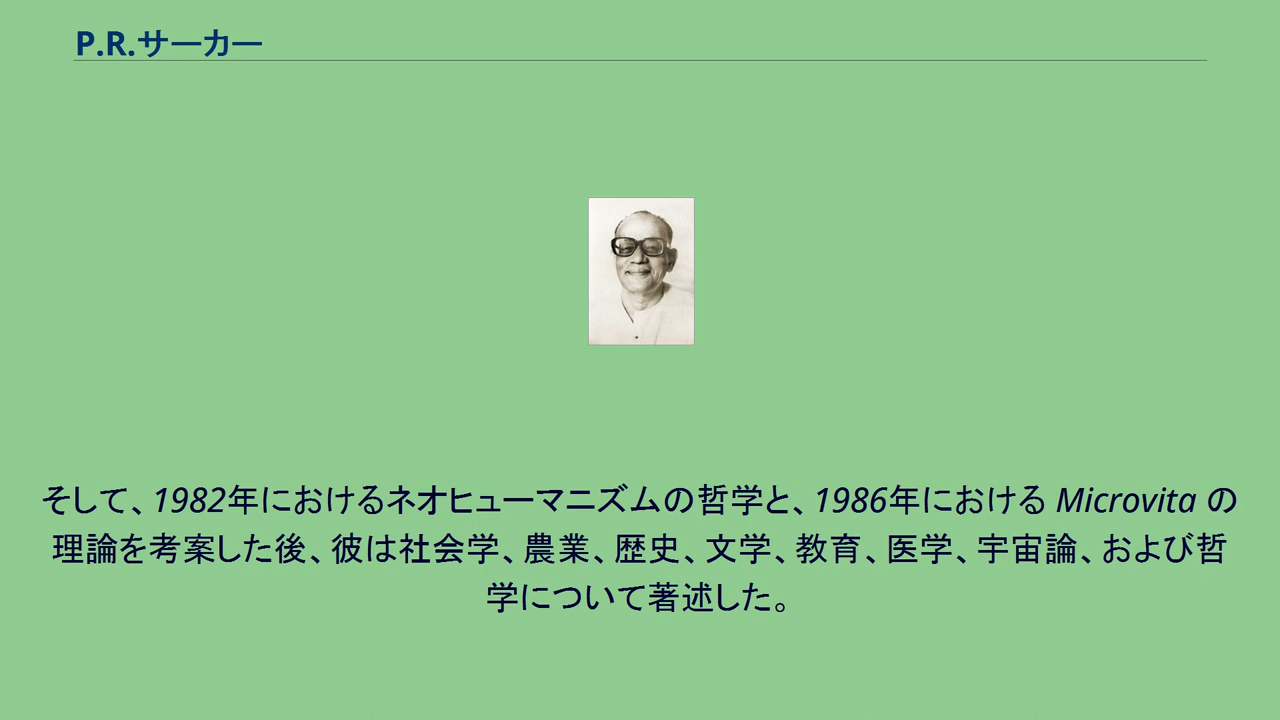 P.R.サーカー
そして、1982年におけるネオヒューマニズムの哲学と、1986年における Microvita の
理論を考案した後、彼は社会学、農業、歴史、文学、教育、医学、宇宙論、および哲
学について著述した。